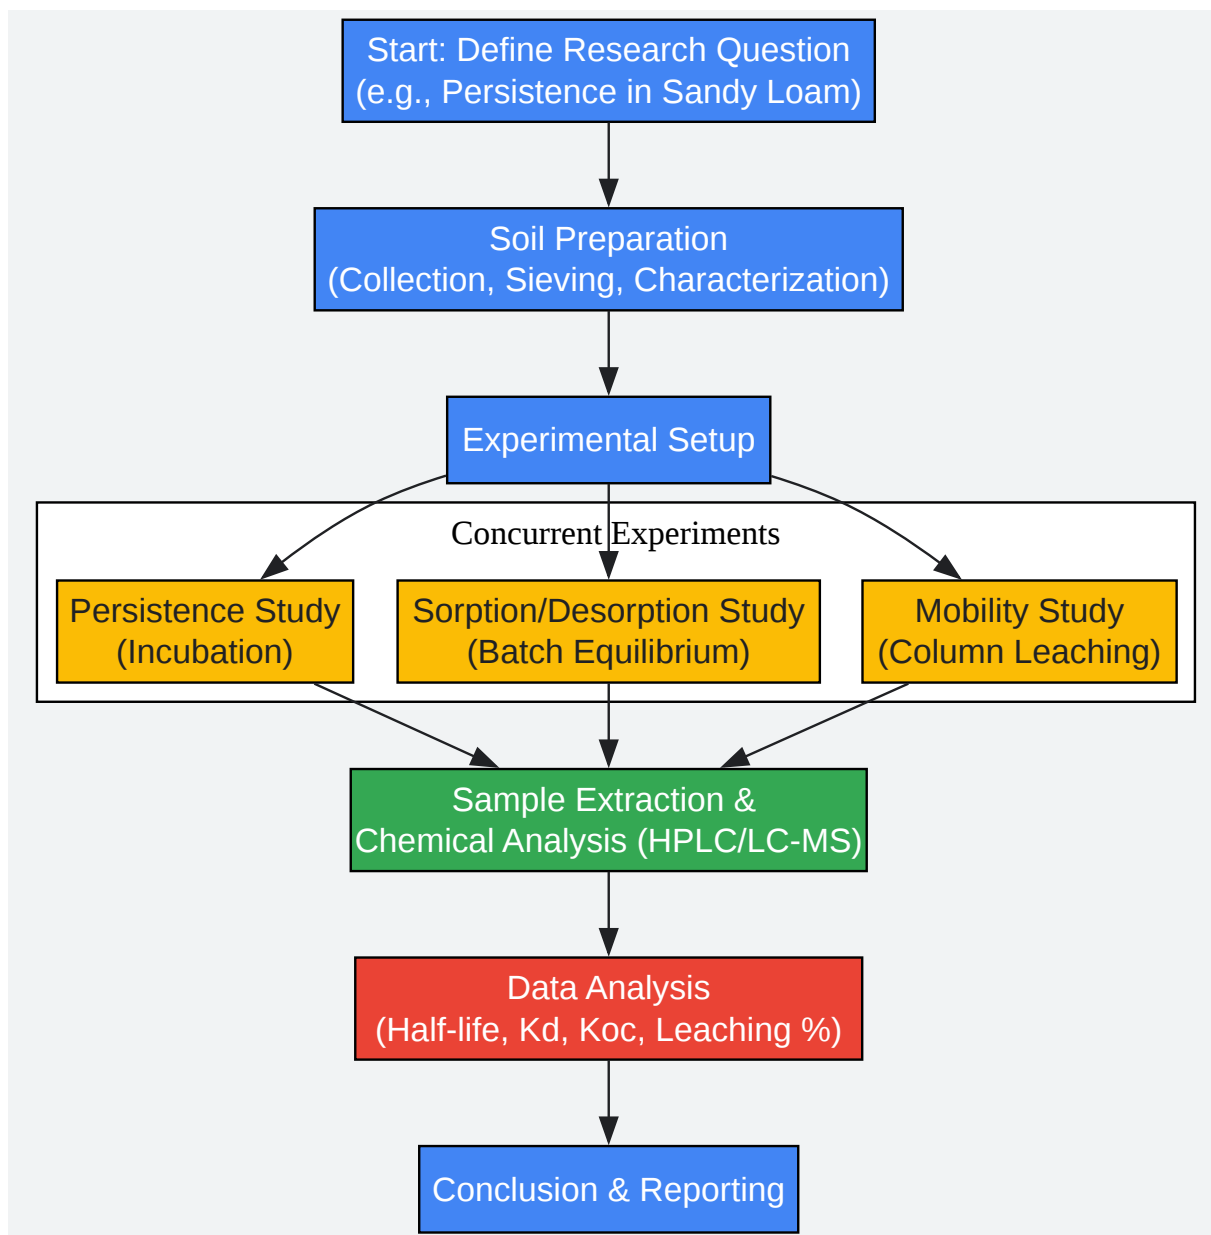 Start: Define Research Question
(e.g., Persistence in Sandy Loam)
Soil Preparation
(Collection, Sieving, Characterization)
Experimental Setup
Concurrent Experiments
Persistence Study
(Incubation)
Sorption/Desorption Study
(Batch Equilibrium)
Mobility Study
(Column Leaching)
Sample Extraction &
Chemical Analysis (HPLC/LC-MS)
Data Analysis
(Half-life, Kd, Koc, Leaching %)
Conclusion & Reporting